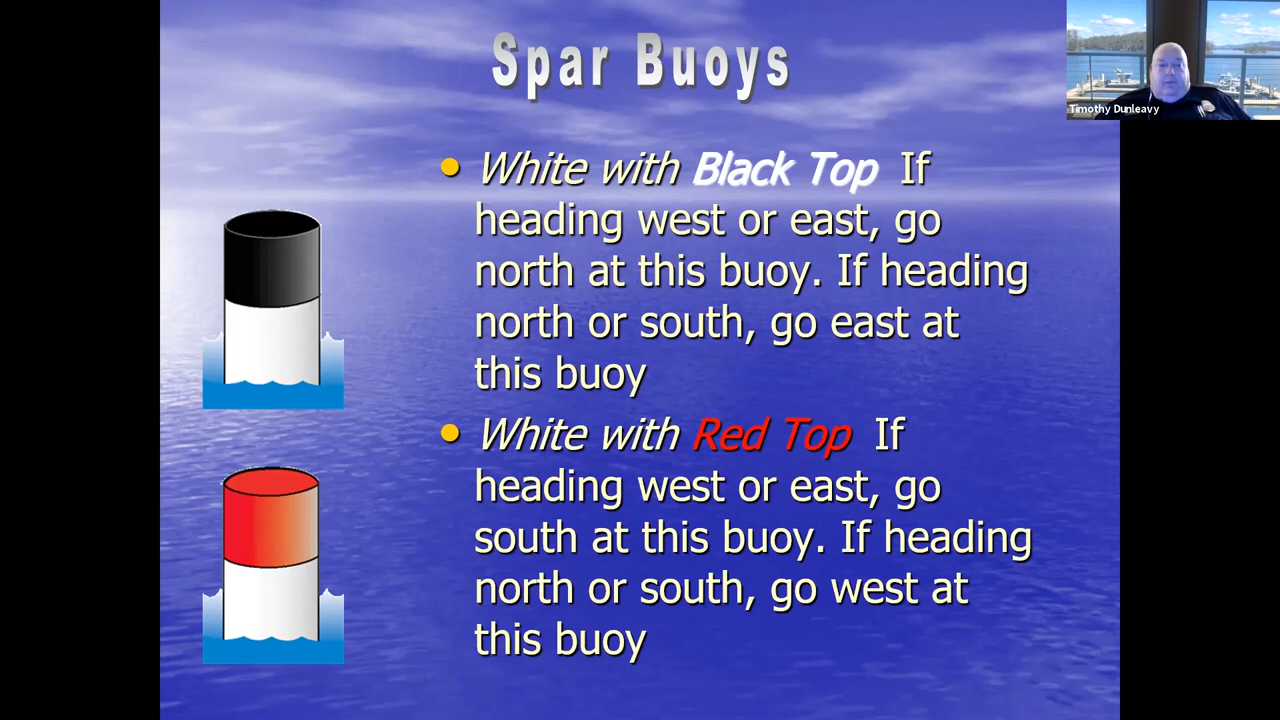 Spar Buoys
Timothy Dunleavy
• White with Black Top If
heading west or east, go
north at this buoy. If heading
north or south, go east at
this buoy
• White with Red Top If
heading west or east, go
south at this buoy. If heading
north or south, go west at
this buoy